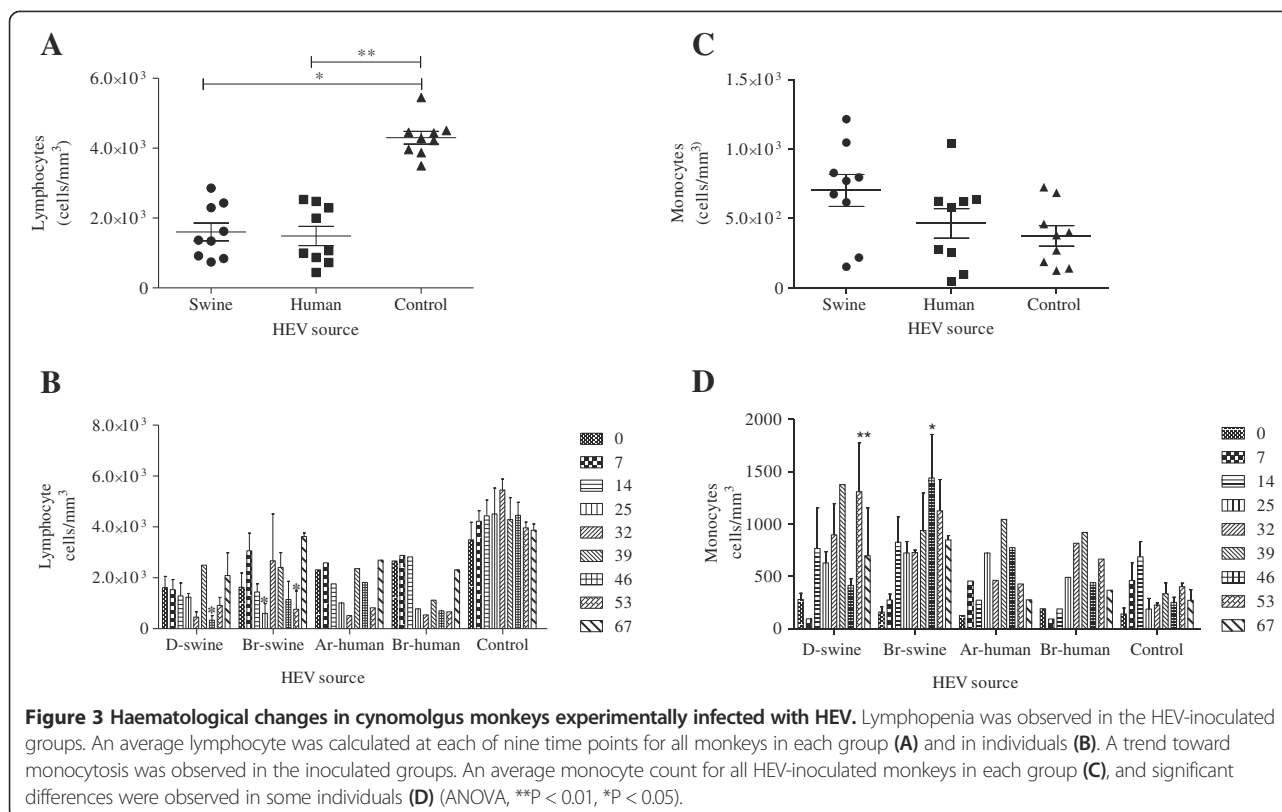 A
**
*
6.0×10³
4.0×10³
2.0×10³
0
Lymphocytes
(cells/mm³)
Swine Human Control
HEV source
C
1.5×10³
1.0×10³
5.0×10²
0
Monocytes
(cells/mm³)
Swine Human Control
HEV source
B
8.0×10³
6.0×10³
4.0×10³
2.0×10³
0
Lymphocyte
cells/mm³
* * * *
D-swine Br-swine Ar-human Br-human Control
HEV source
0
7
14
25
32
39
46
53
67
D
2000
1500
1000
500
0
Monocytes
cells/mm³
** *
D-swine Br-swine Ar-human Br-human Control
HEV source
0
7
14
25
32
39
46
53
67
Figure 3 Haematological changes in cynomolgus monkeys experimentally infected with HEV. Lymphopenia was observed in the HEV-inoculated
groups. An average lymphocyte was calculated at each of nine time points for all monkeys in each group (A) and in individuals (B). A trend toward
monocytosis was observed in the inoculated groups. An average monocyte count for all HEV-inoculated monkeys in each group (C), and significant
differences were observed in some individuals (D) (ANOVA, **P < 0.01, *P < 0.05).